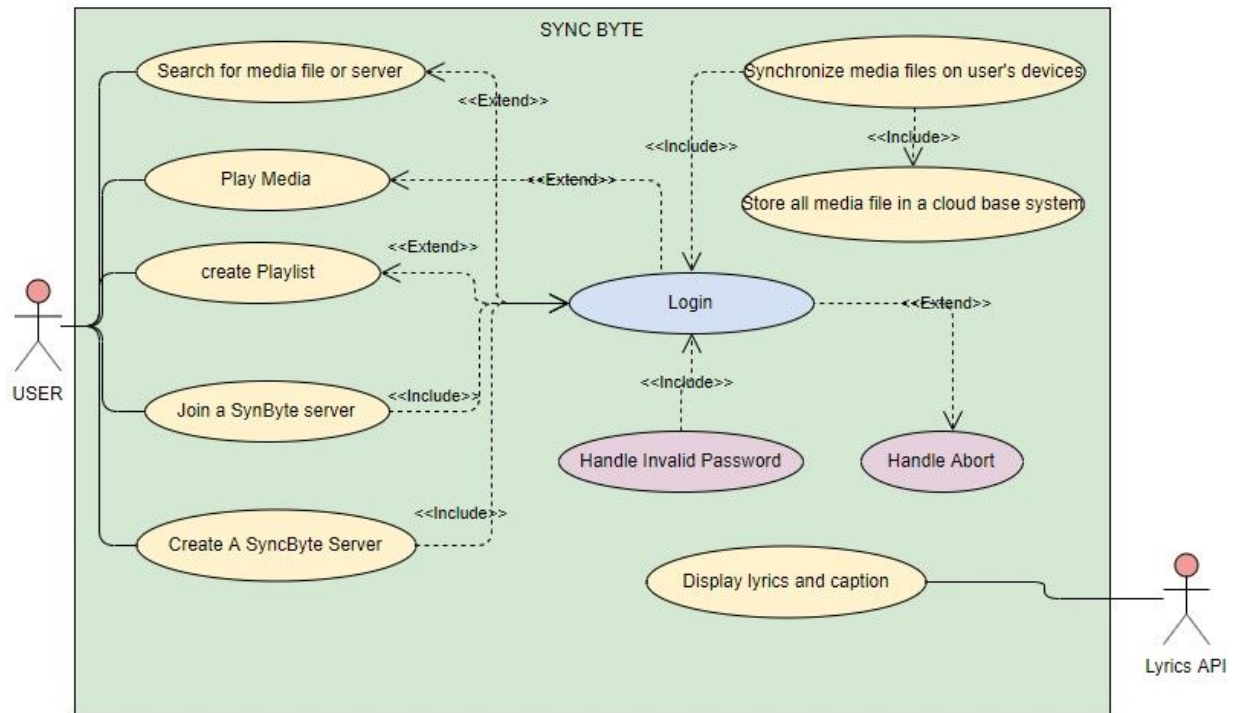 SYNC BYTE
Search for media file or server
Synchronize media files on user's devices
<<Extend>>
<<Include>>
<<Include>>
Play Media
<<Extend>>
Store all media file in a cloud base system
<<Extend>>
create Playlist
Login
<<Extend>>
USER
<<Include>>
<<Include>>
Join a SynByte server
Handle Invalid Password
Handle Abort
<<Include>>
Create A SyncByte Server
Display lyrics and caption
Lyrics API